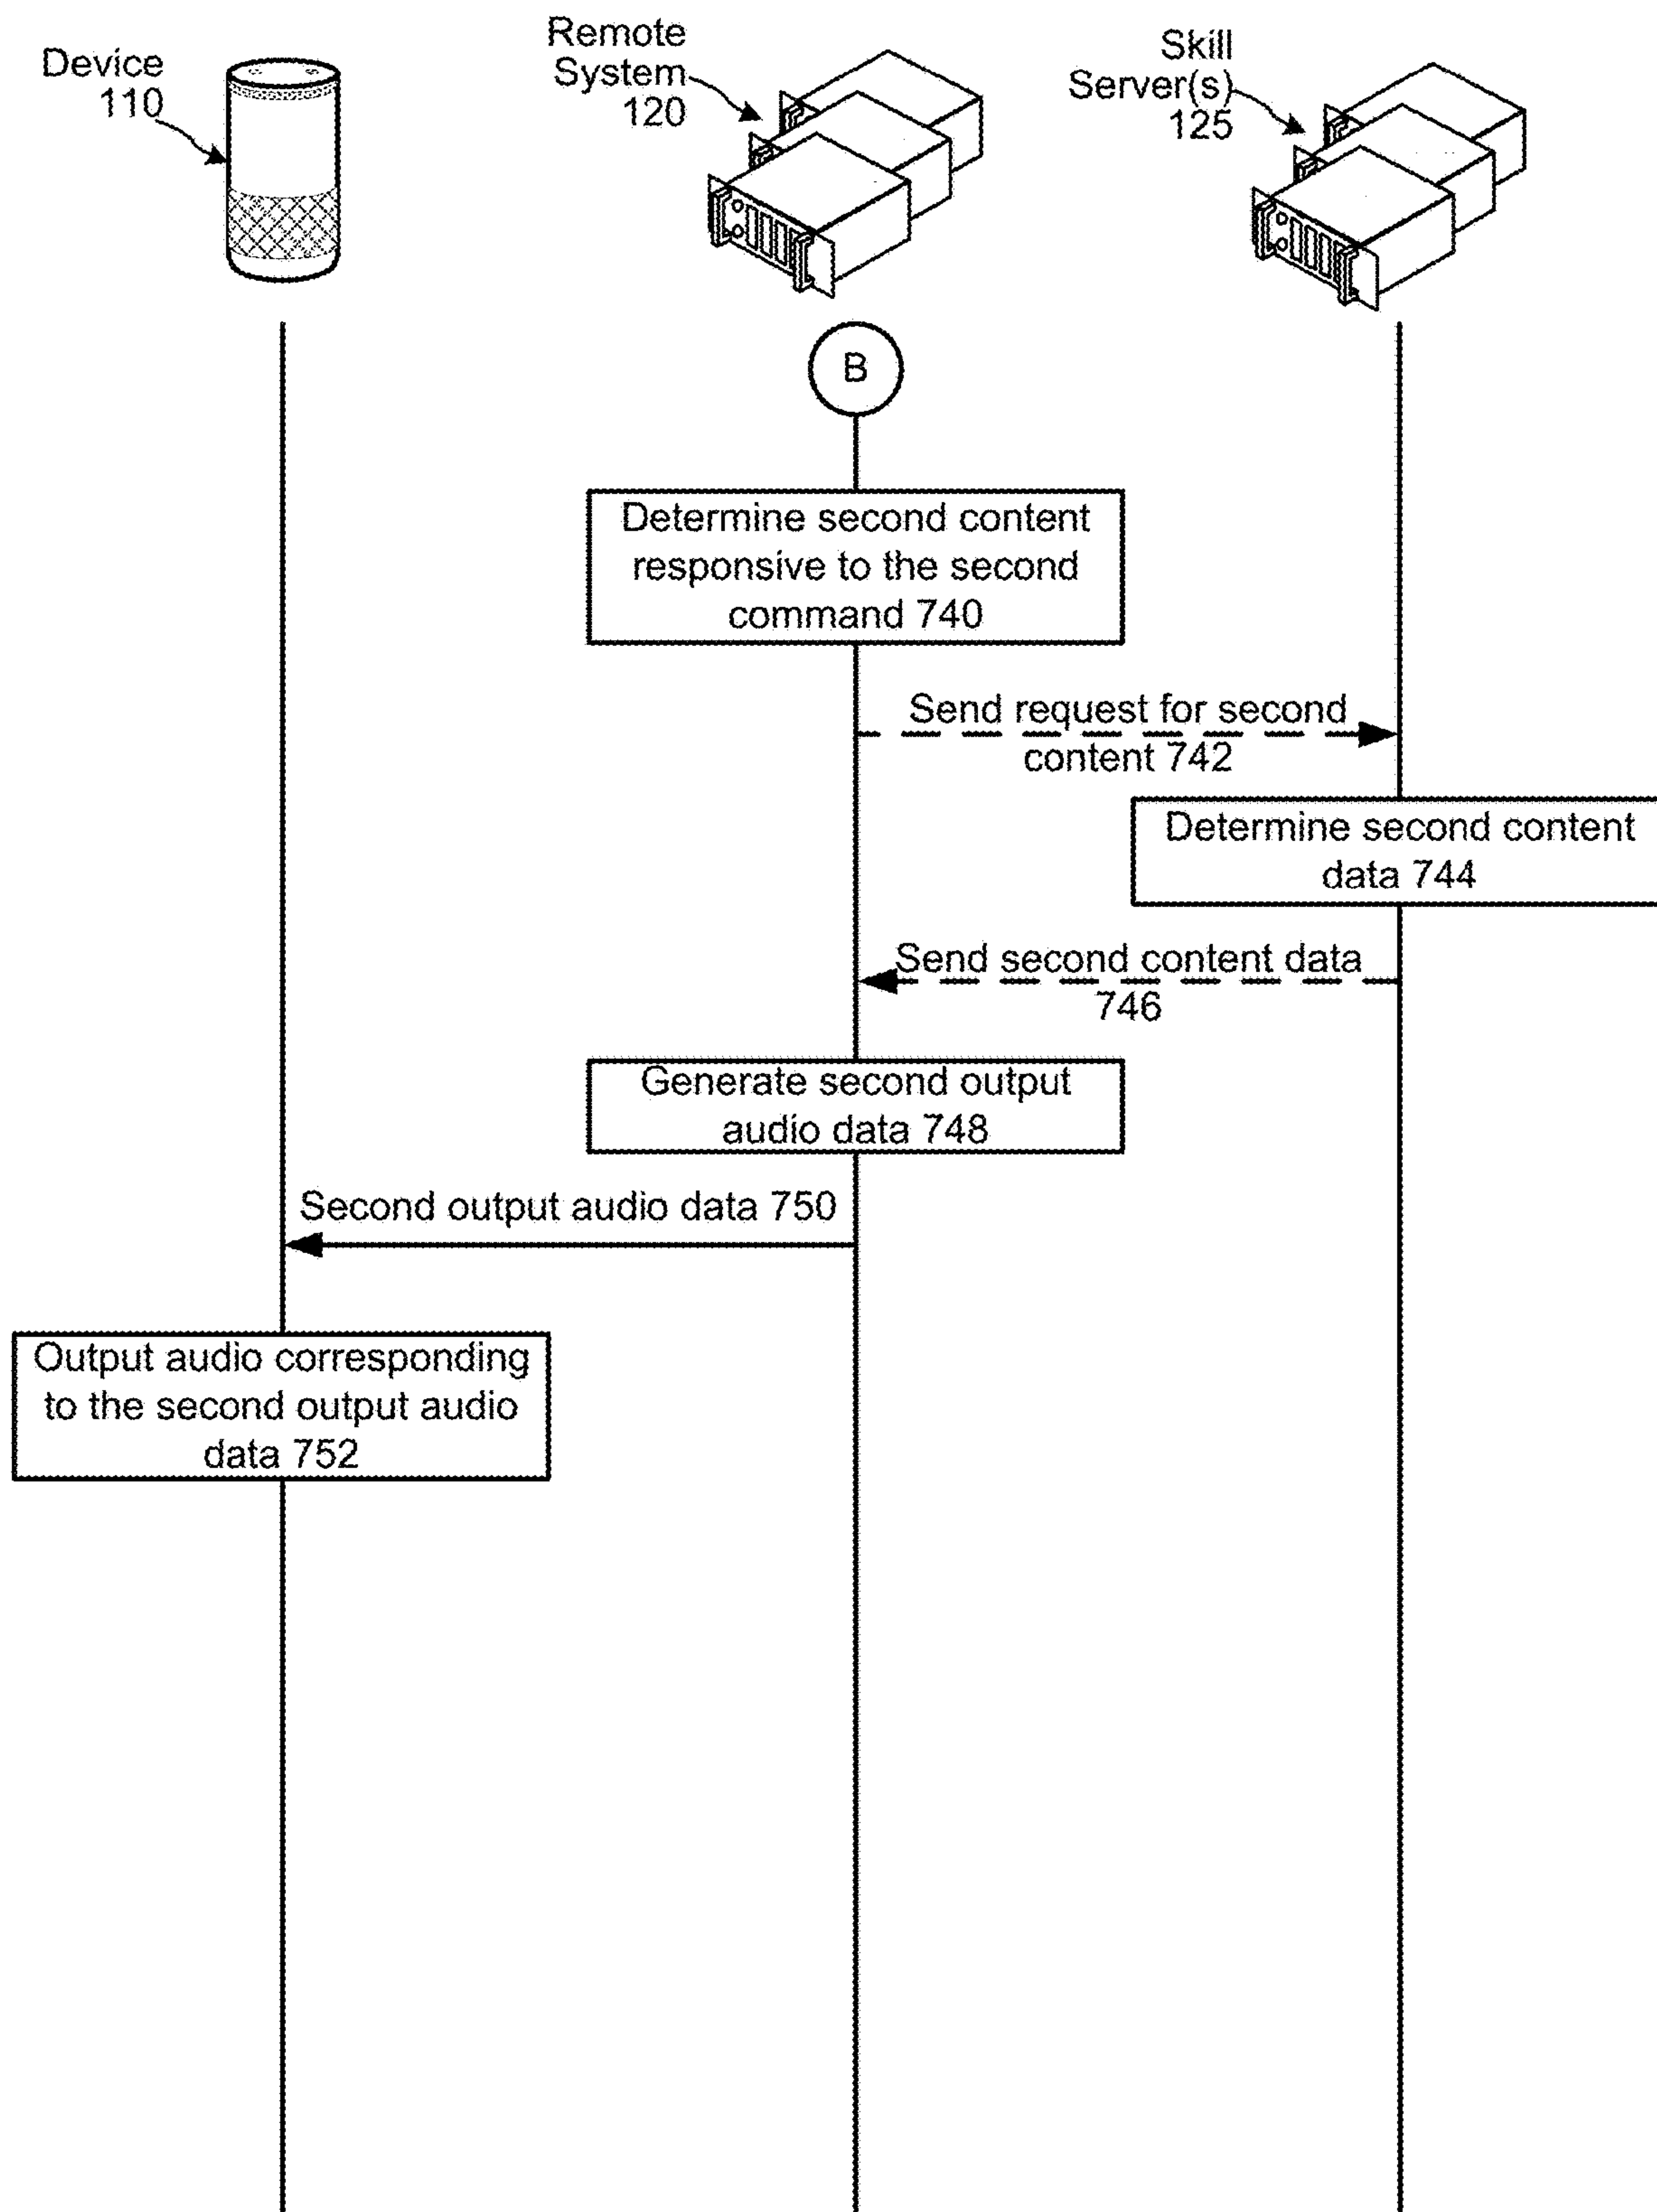 Device
110
Remote
System
120
Skill
Server(s)
125
B
Determine second content
responsive to the second
command 740
Send request for second
content 742
Determine second content
data 744
Send second content data
746
Generate second output
audio data 748
Second output audio data 750
Output audio corresponding
to the second output audio
data 752